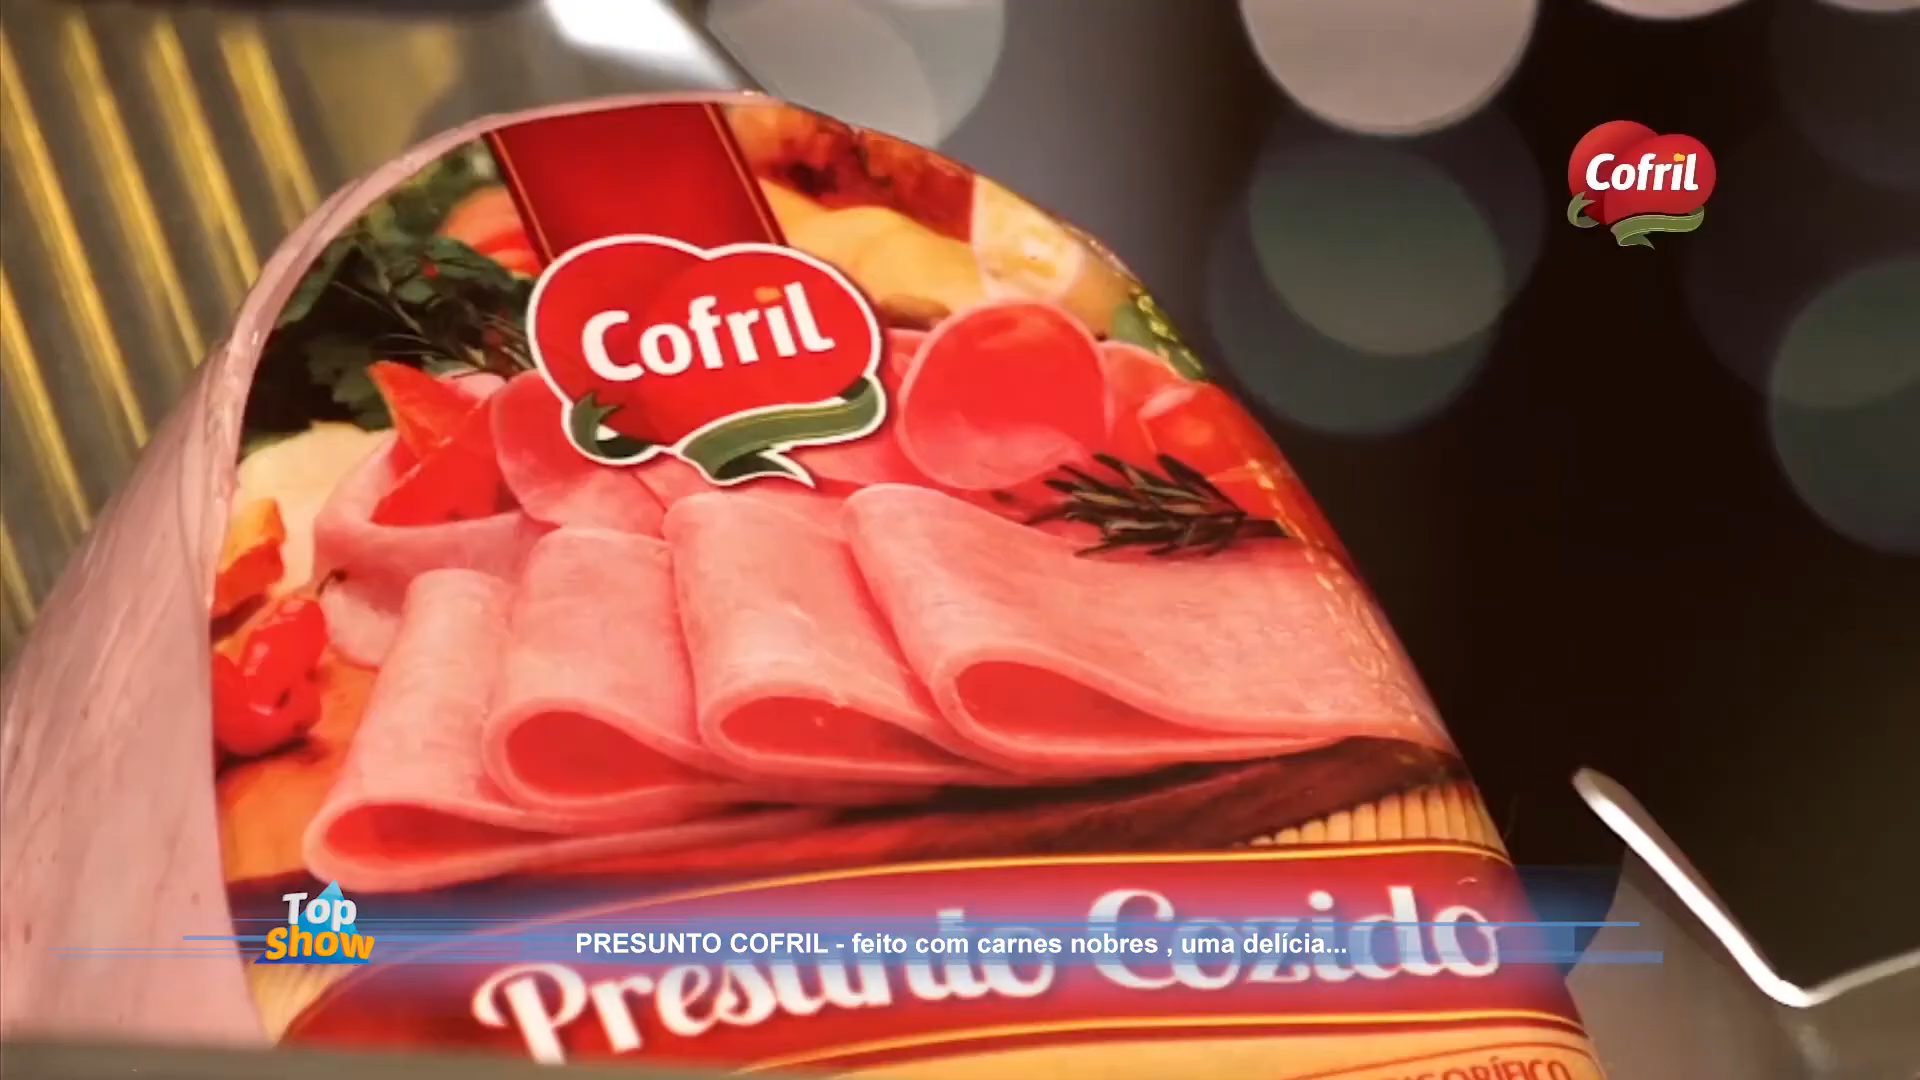 Cofril
Cofril
Presunto Cozido
Top
Show
PRESUNTO COFRIL - feito com carnes nobres , uma delícia...